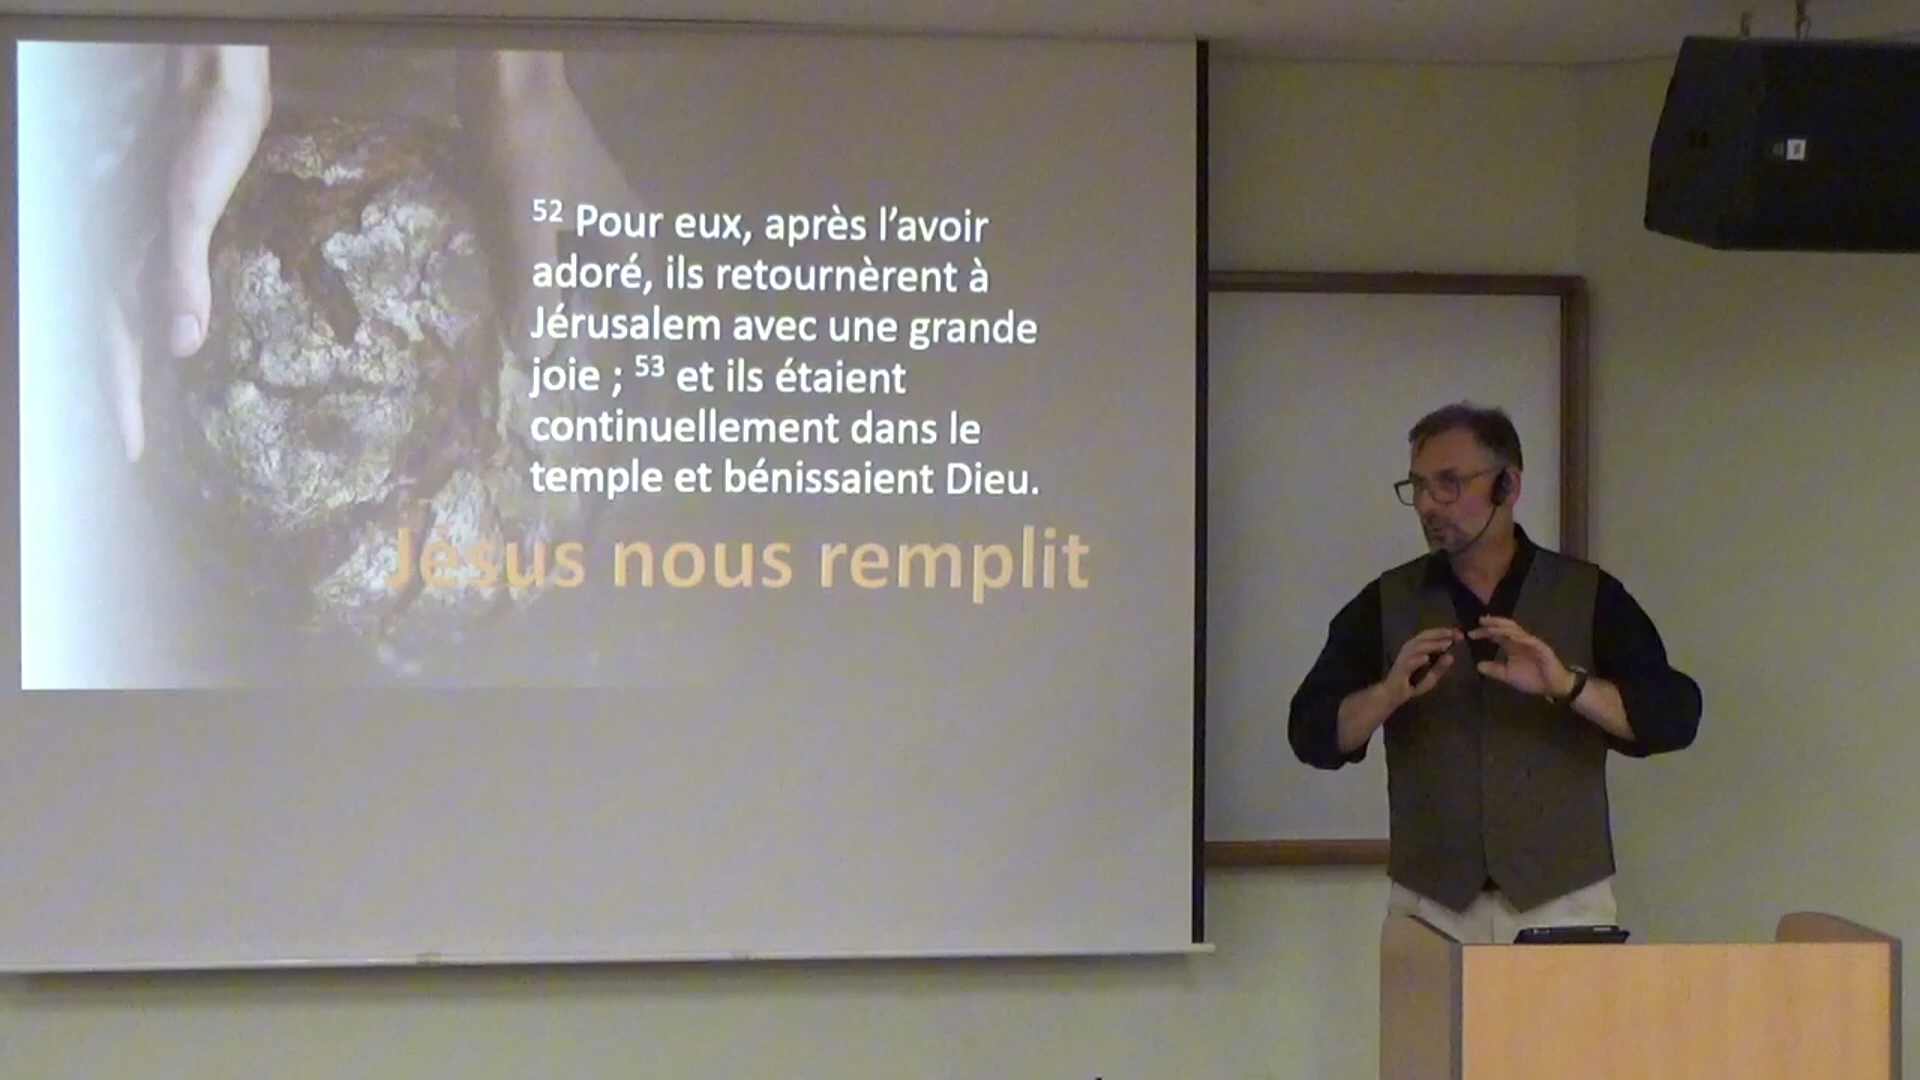 52 Pour eux, après l’avoir
adoré, ils retournèrent à
Jérusalem avec une grande
joie ; 53 et ils étaient
continuellement dans le
temple et bénissaient Dieu.
Jésus nous remplit